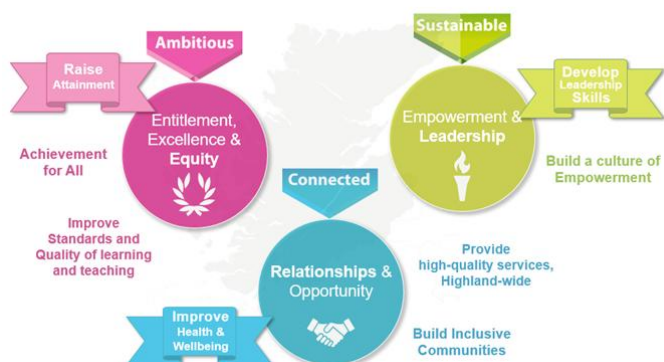 Ambitious
Raise
Attainment
Entitlement,
Excellence &
Equity
Achievement
for All
Improve
Standards and
Quality of learning
and teaching
Sustainable
Develop
Leadership
Skills
Empowerment &
Leadership
Build a culture of
Empowerment
Connected
Relationships &
Opportunity
Improve
Health &
Wellbeing
Provide
high-quality services,
Highland-wide
Build Inclusive
Communities